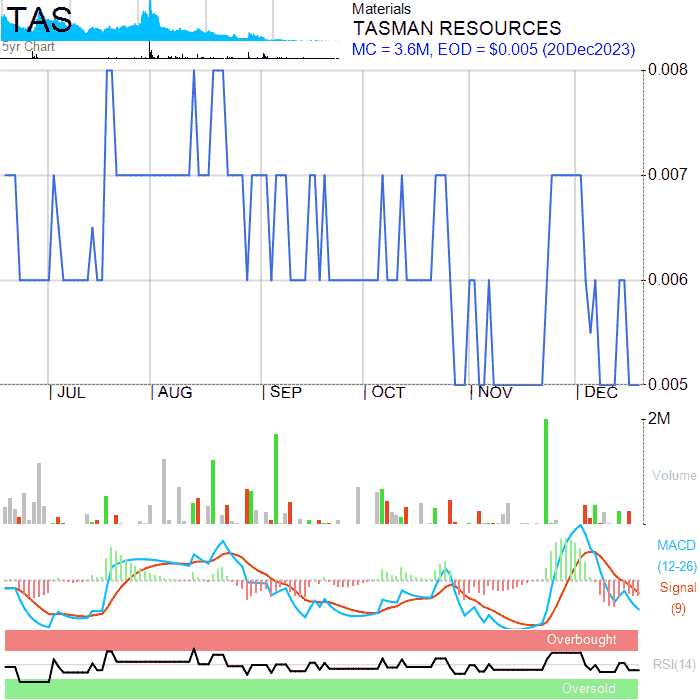 TAS
5yr Chart
Materials
TASMAN RESOURCES
MC = 3.6M, EOD = $0.005 (20Dec2023)
0.008
0.007
0.006
0.005
JUL AUG SEP OCT NOV DEC
2M
Volume
MACD
(12-26)
Signal
(9)
Overbought
RSI(14)
Oversold